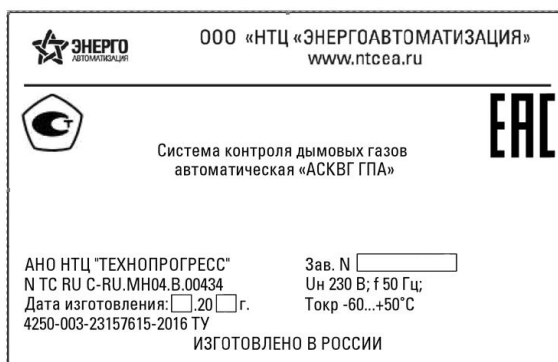 ЭНЕРГО
АВТОМАТИЗАЦИЯ
ООО «НТЦ «ЭНЕРГОАВТОМАТИЗАЦИЯ»
www.ntcea.ru
Ст
ЕАС
Система контроля дымовых газов
автоматическая «АСКВГ ГПА»
АНО НТЦ "ТЕХНОПРОГРЕСС"
N TC RU C-RU.МН04.В.00434
Дата изготовления: .20 г.
4250-003-23157615-2016 ТУ
Зав. N
Uн 230 В; f 50 Гц;
Токр -60...+50°С
ИЗГОТОВЛЕНО В РОССИИ